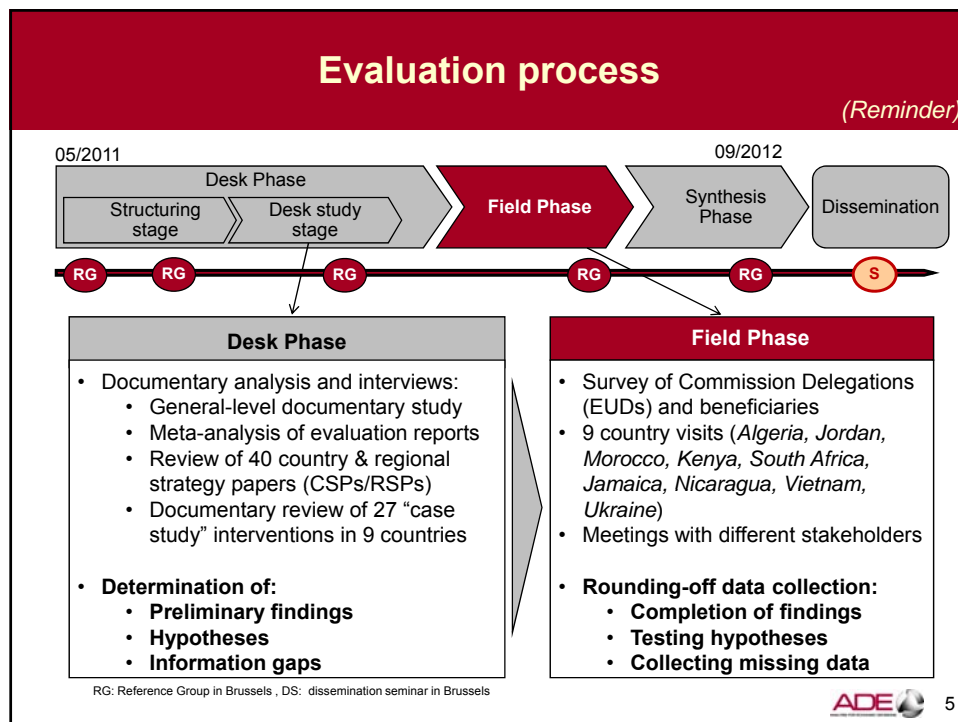 Evaluation process
(Reminder)
05/2011
09/2012
Desk Phase
Structuring
stage
Desk study
stage
Field Phase
Synthesis
Phase
Dissemination
RG
RG
RG
RG
RG
S
Desk Phase
• Documentary analysis and interviews:
• General-level documentary study
• Meta-analysis of evaluation reports
• Review of 40 country & regional
strategy papers (CSPs/RSPs)
• Documentary review of 27 “case
study” interventions in 9 countries
• Determination of:
• Preliminary findings
• Hypotheses
• Information gaps
Field Phase
• Survey of Commission Delegations
(EUDs) and beneficiaries
• 9 country visits (Algeria, Jordan,
Morocco, Kenya, South Africa,
Jamaica, Nicaragua, Vietnam,
Ukraine)
• Meetings with different stakeholders
• Rounding-off data collection:
• Completion of findings
• Testing hypotheses
• Collecting missing data
RG: Reference Group in Brussels , DS: dissemination seminar in Brussels
ADE
5